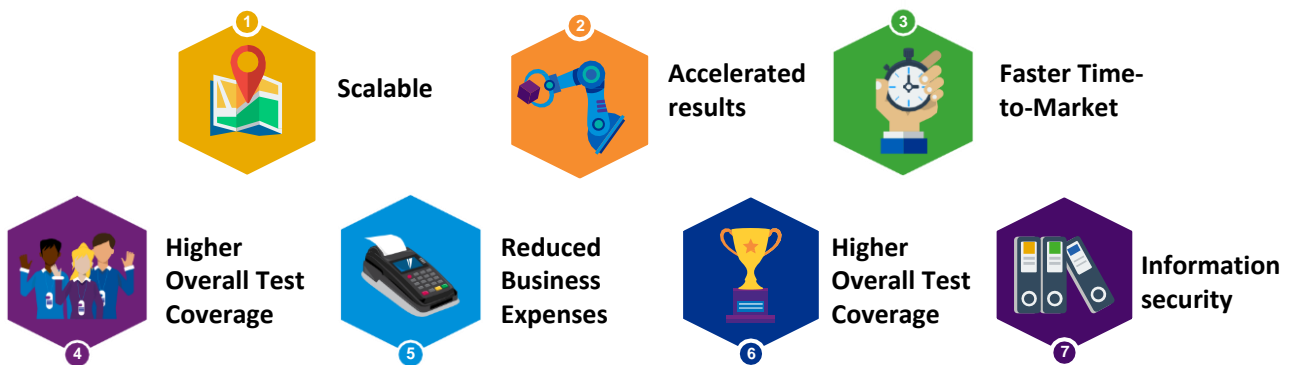 1
Scalable
2
Accelerated
results
3
Faster Time-
to-Market
Higher
Overall Test
Coverage
4
Reduced
Business
Expenses
5
Higher
Overall Test
Coverage
6
Information
security
7